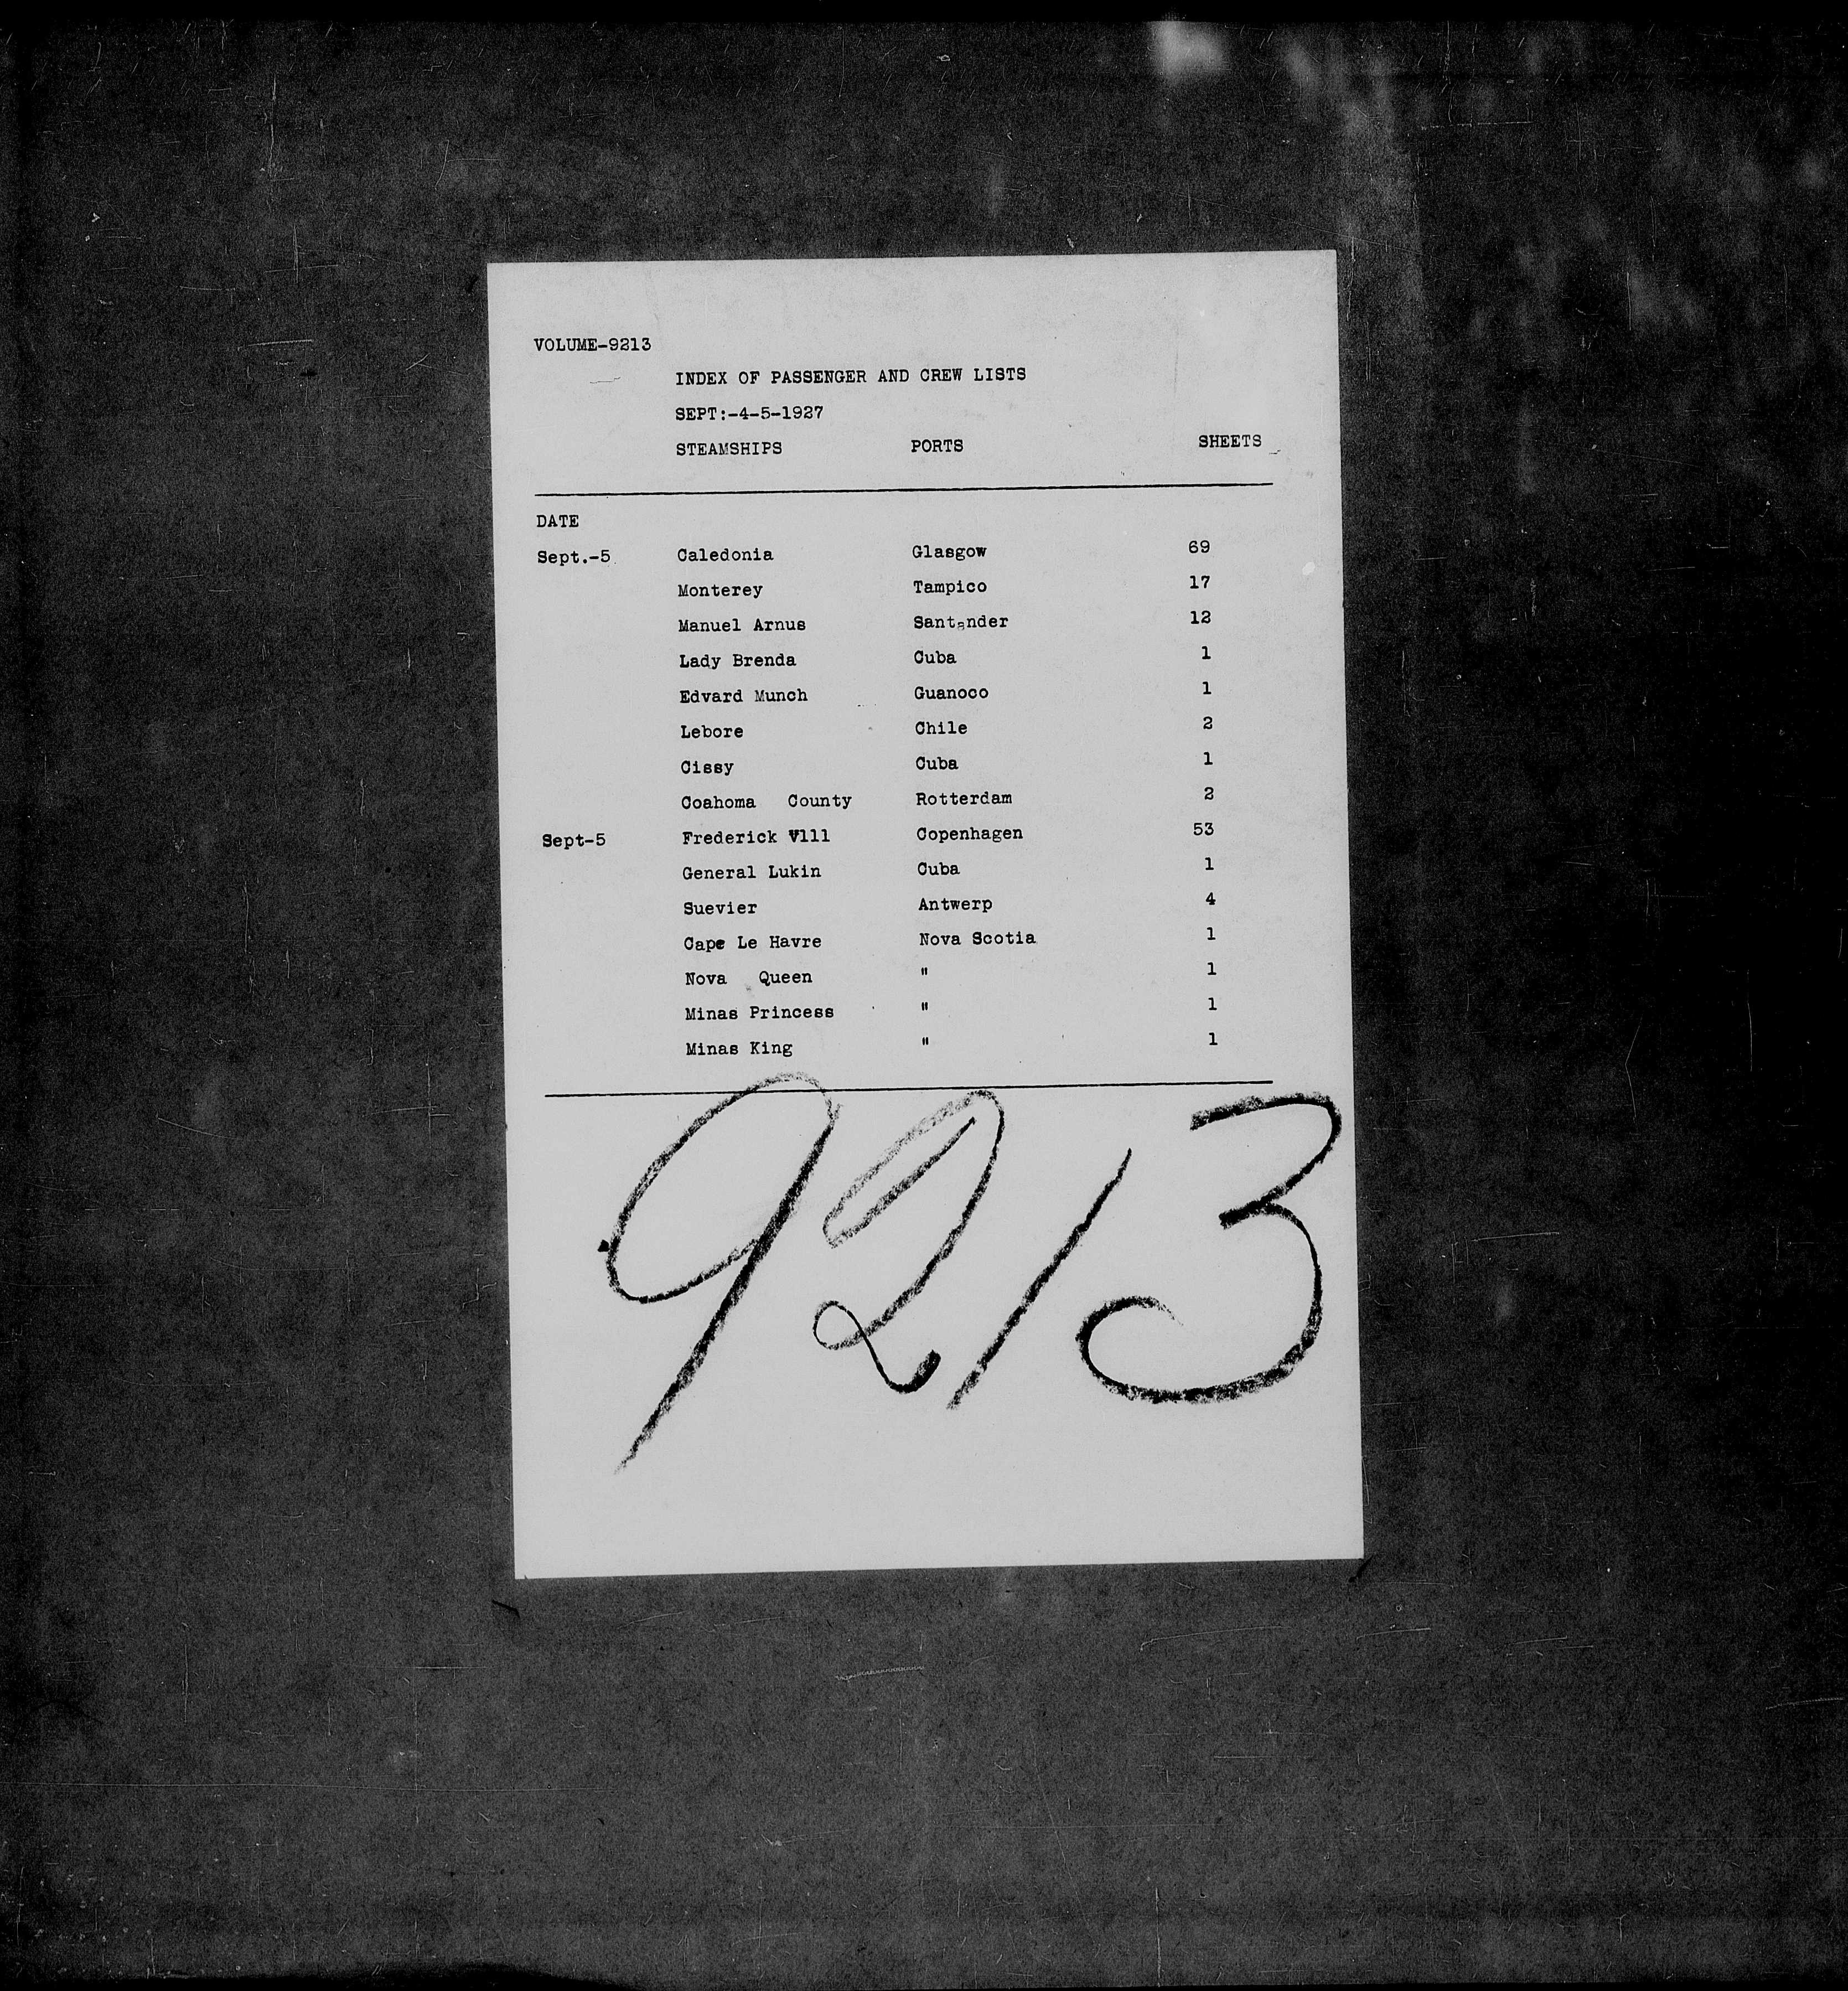 VOLUME-9213
INDEX OF PASSENGER AND CREW LISTS
SEPT:-4-5-1927
STEAMSHIPS PORTS SHEETS
DATE
Sept.-5 Caledonia Glasgow 69
Monterey Tampico 17
Manuel Arnus Santander 12
Lady Brenda Cuba 1
Edvard Munch Guanoco 1
Lebore Chile 2
Cissy Cuba 1
Coahoma County Rotterdam 2
Sept-5 Frederick V111 Copenhagen 53
General Lukin Cuba 1
Suevier Antwerp 4
Cape Le Havre Nova Scotia 1
Nova Queen " 1
Minas Princess " 1
Minas King " 1
9213